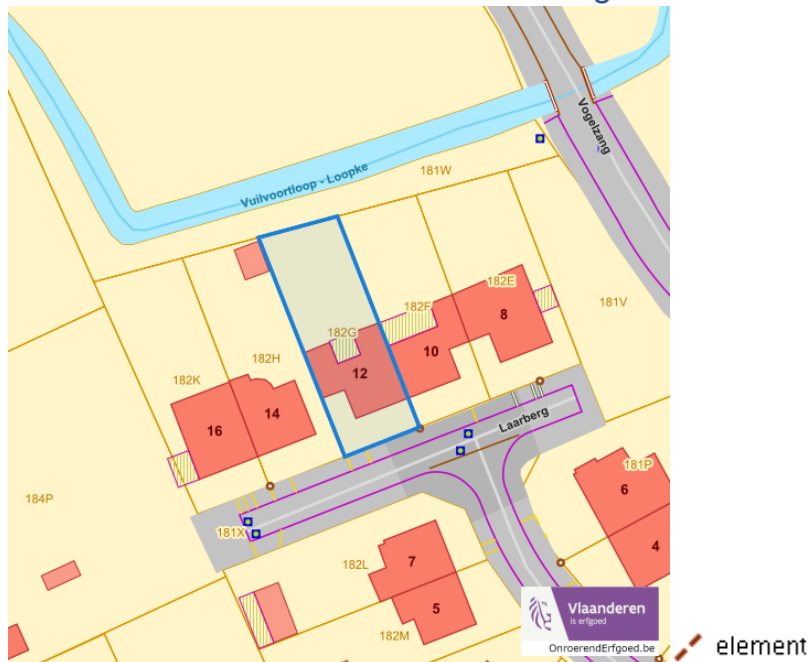 Vogelzang
Vuilvoortloop - Loopke
181W
182E
182F
181V
8
182G
10
182H
12
182K
14
16
Laarberg
181P
6
184P
181X
4
7
182L
5
182M
Vlaanderen
is erfgoed
OnroerendErfgoed.be
element